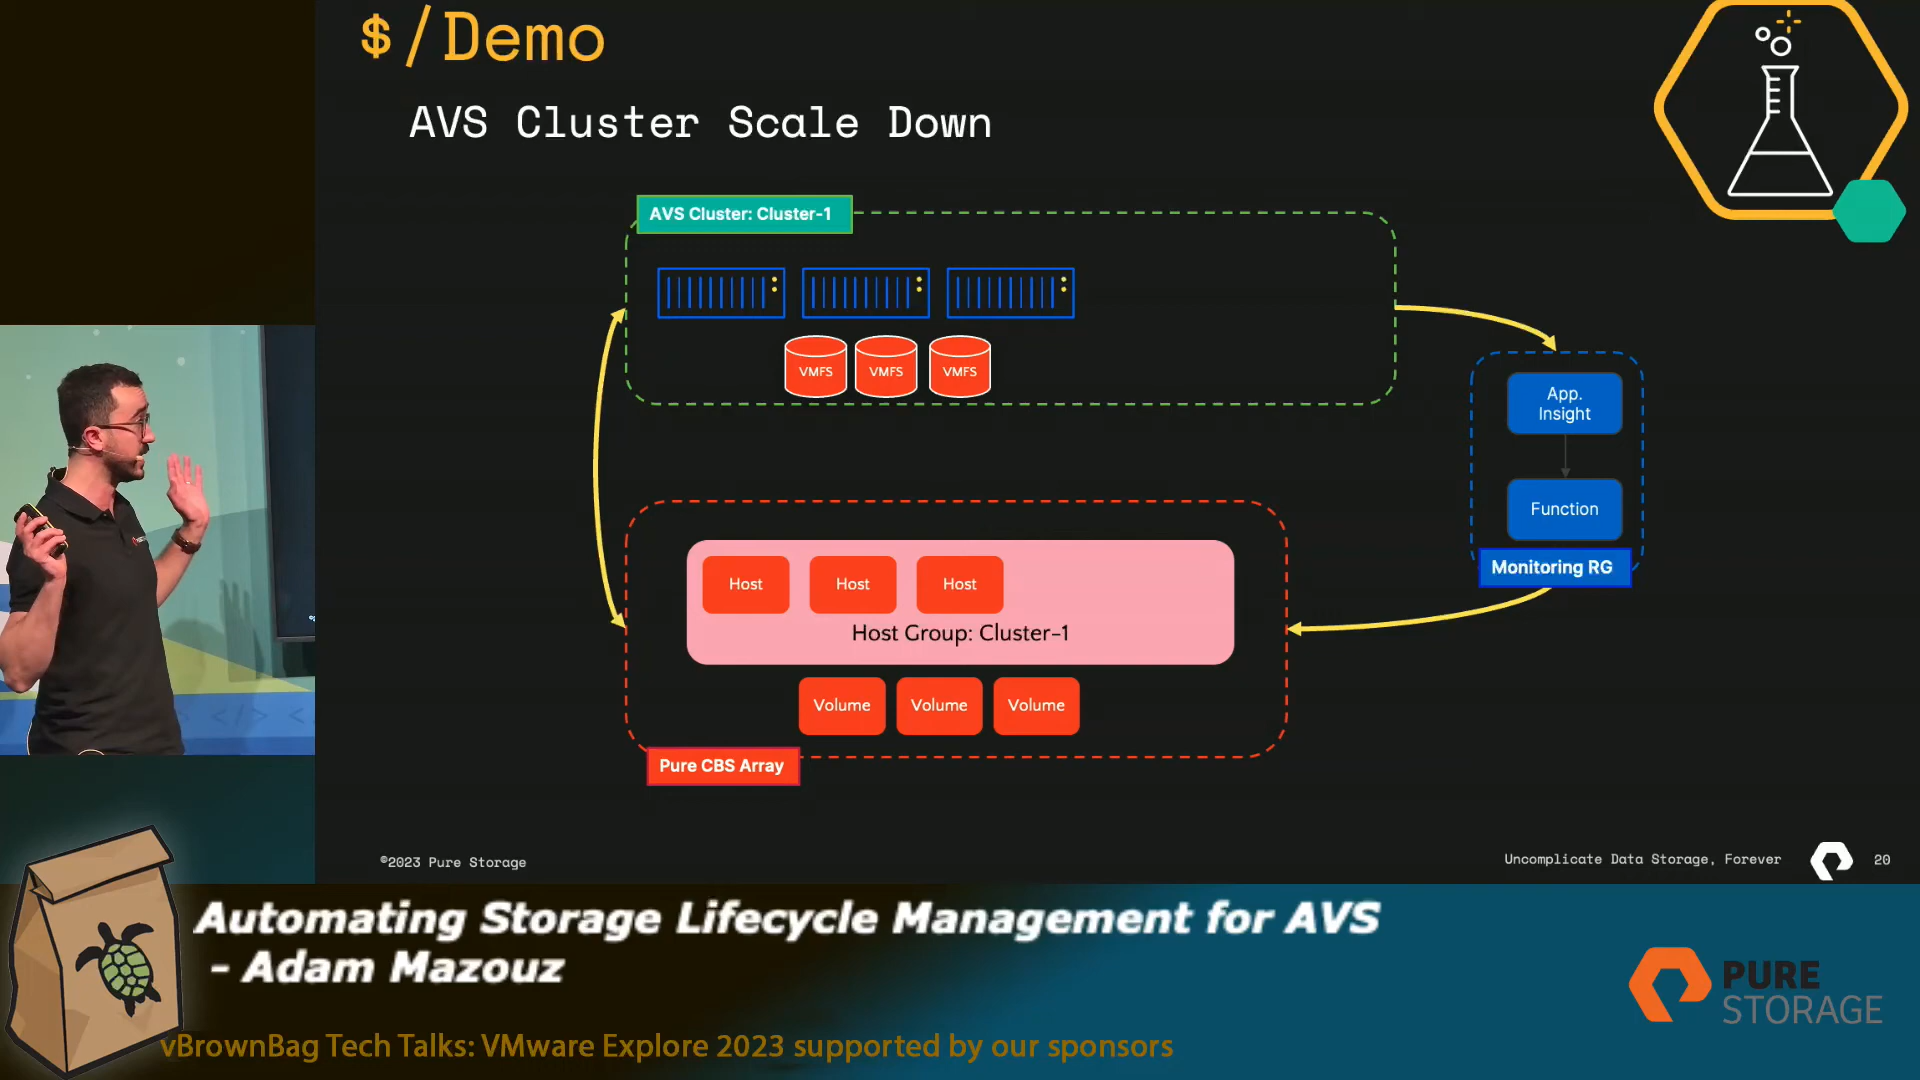 $/Demo
AVS Cluster Scale Down
AVS Cluster: Cluster-1
VMFS
VMFS
VMFS
App.
Insight
Function
Monitoring RG
Host
Host
Host
Host Group: Cluster-1
Volume
Volume
Volume
Pure CBS Array
©2023 Pure Storage
Uncomplicate Data Storage, Forever
20
Automating Storage Lifecycle Management for AVS
- Adam Mazouz
PURE
STORAGE
vBrownBag Tech Talks: VMware Explore 2023 supported by our sponsors